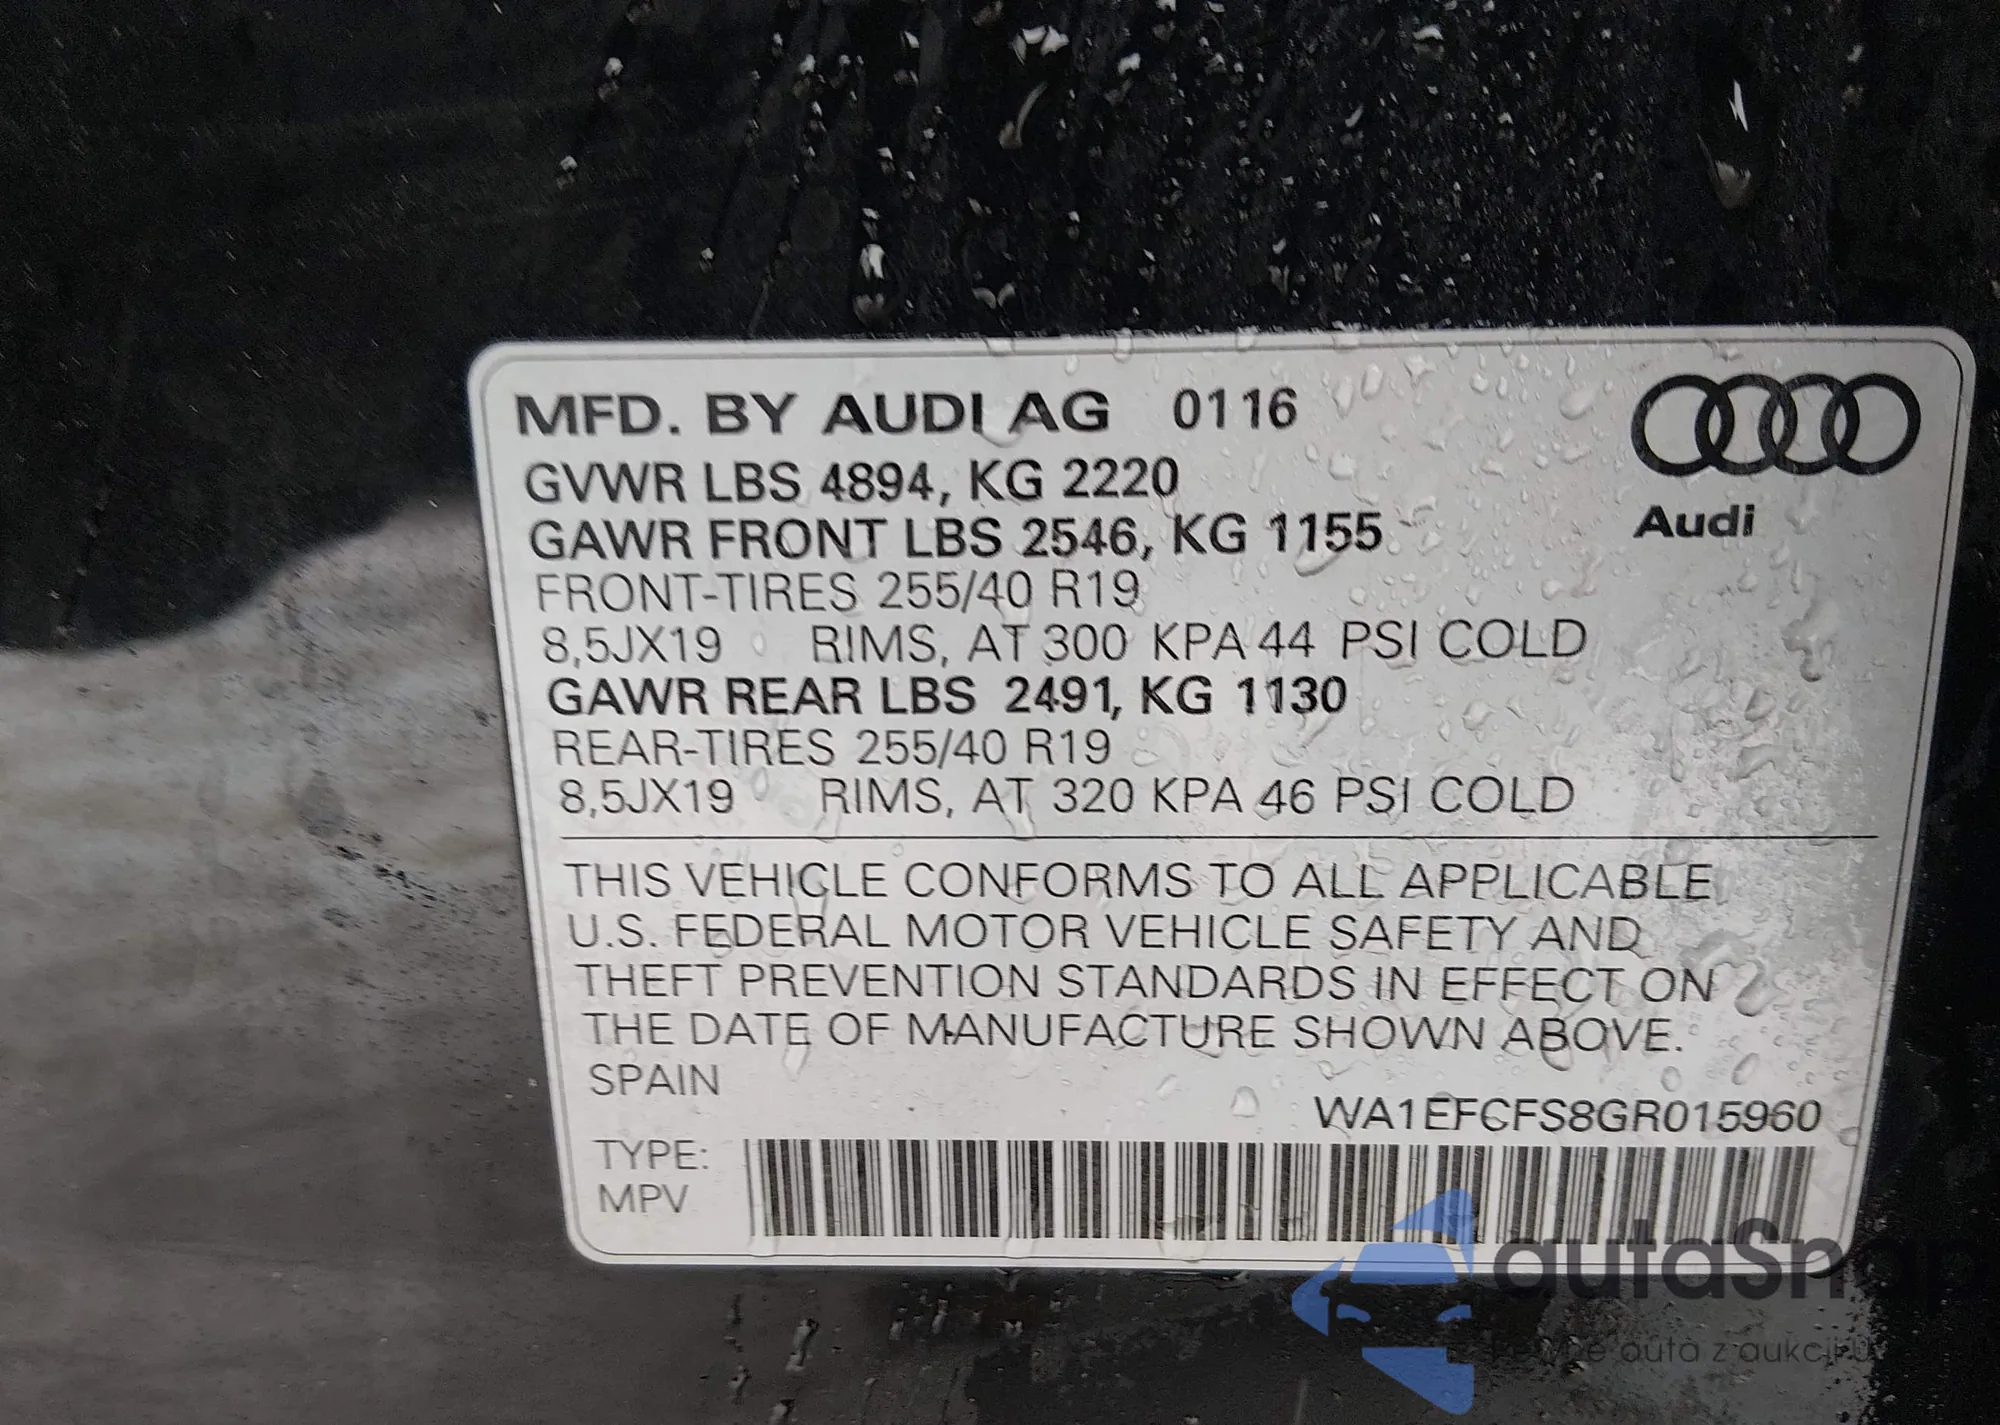 MFD. BY AUDI AG 0116
GVWR LBS 4894, KG 2220
GAWR FRONT LBS 2546, KG 1155
Audi
FRONT-TIRES 255/40 R19
8,5JX19 RIMS, AT 300 KPA 44 PSI COLD
GAWR REAR LBS 2491, KG 1130
REAR-TIRES 255/40 R19
8,5JX19 RIMS, AT 320 KPA 46 PSI COLD
THIS VEHICLE CONFORMS TO ALL APPLICABLE
U.S. FEDERAL MOTOR VEHICLE SAFETY AND
THEFT PREVENTION STANDARDS IN EFFECT ON
THE DATE OF MANUFACTURE SHOWN ABOVE.
SPAIN
WA1EFCFS8GR015960
TYPE:
MPV
autaSnap
auta z